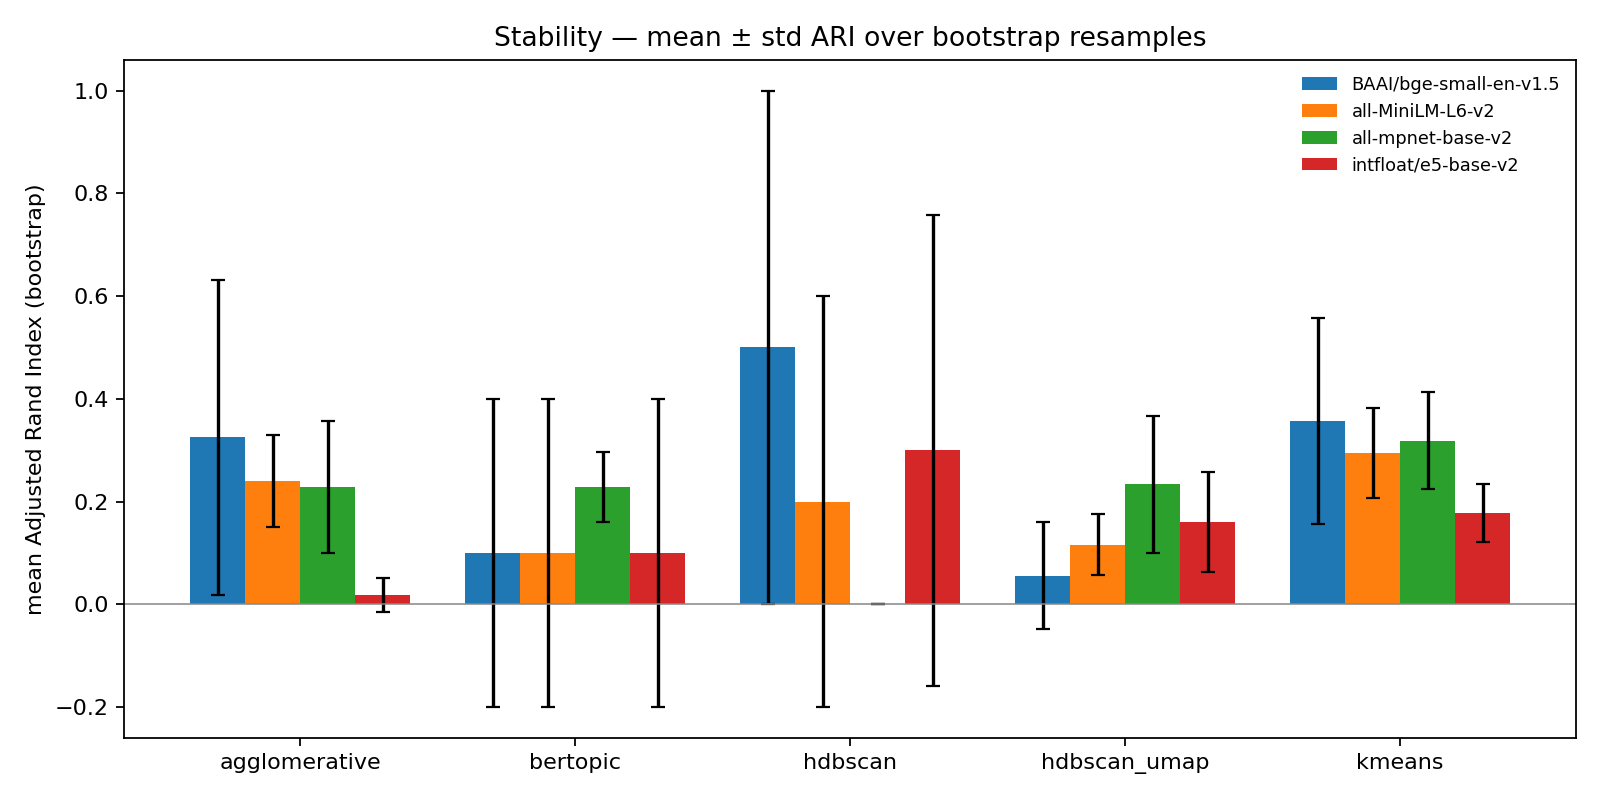 Stability — mean ± std ARI over bootstrap resamples
mean Adjusted Rand Index (bootstrap)
1.0
0.8
0.6
0.4
0.2
0.0
−0.2
BAAI/bge-small-en-v1.5
all-MiniLM-L6-v2
all-mpnet-base-v2
intfloat/e5-base-v2
agglomerative
bertopic
hdbscan
hdbscan_umap
kmeans